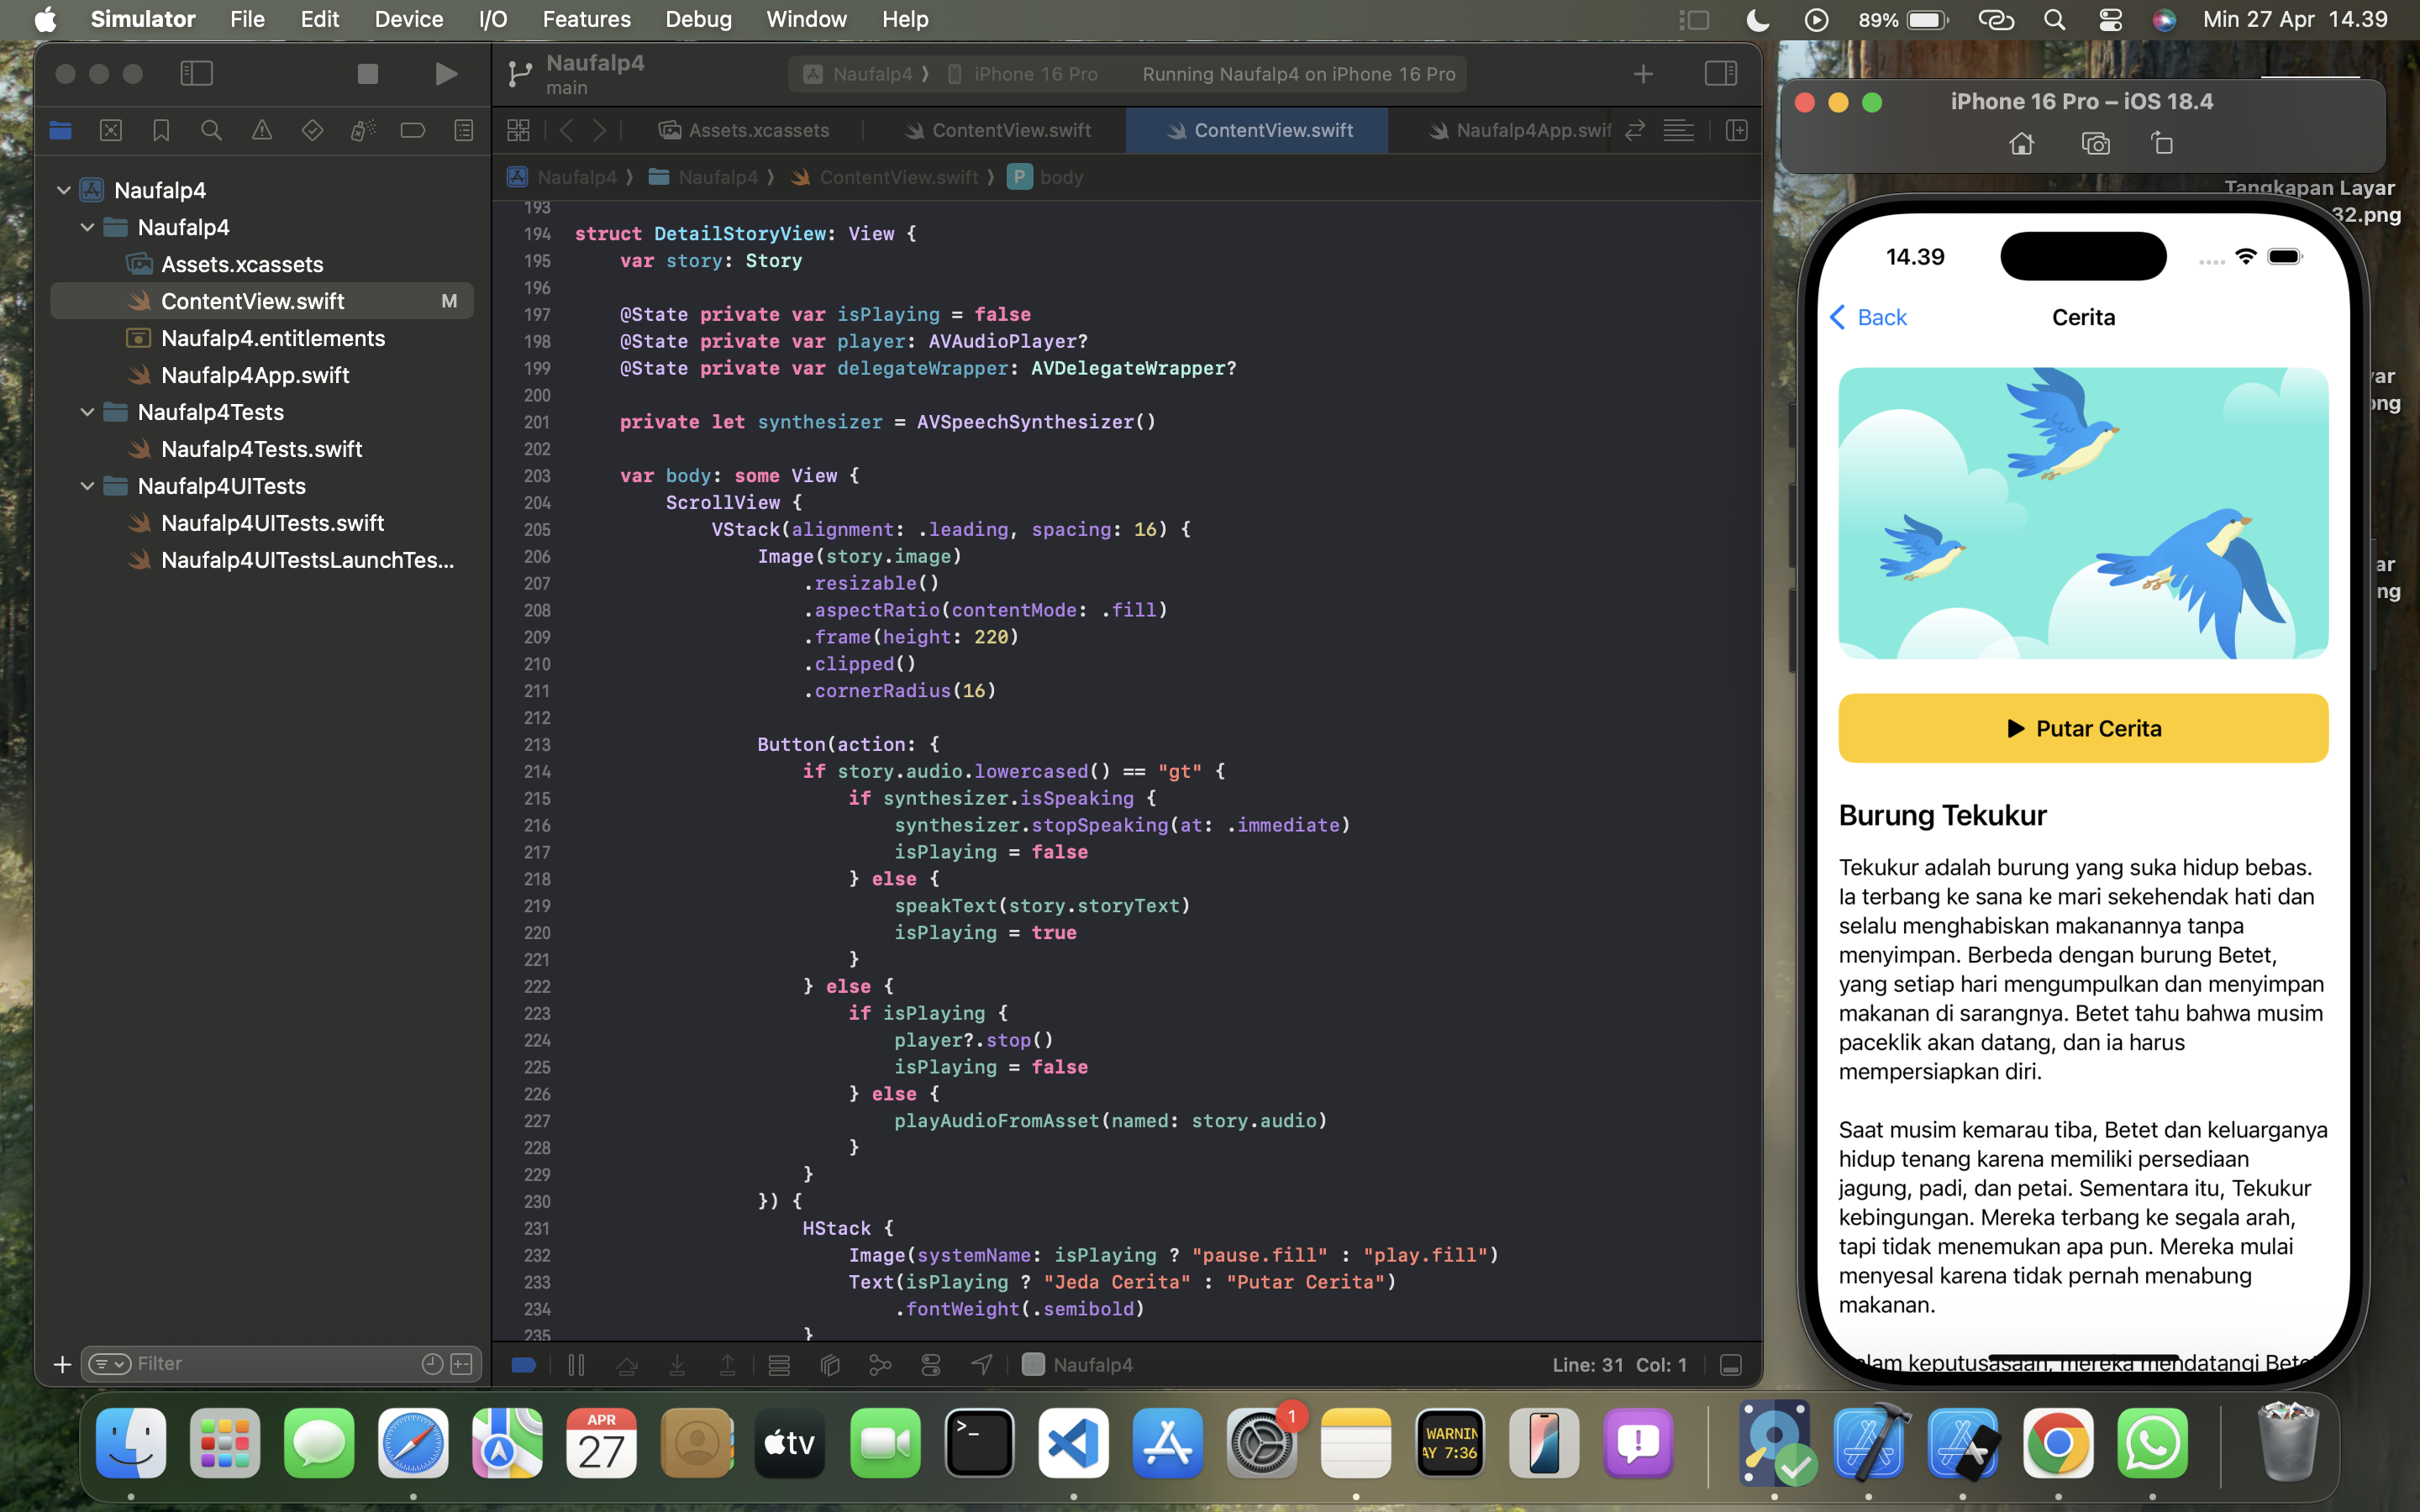 Simulator File Edit Device I/O Features Debug Window Help 89% Min 27 Apr 14.39
Naufalp4
main
Naufalp4 iPhone 16 Pro Running Naufalp4 on iPhone 16 Pro
Assets.xcassets ContentView.swift ContentView.swift Naufalp4App.swif
Naufalp4 Naufalp4 ContentView.swift P body
Naufalp4
Naufalp4
Assets.xcassets
ContentView.swift M
Naufalp4.entitlements
Naufalp4App.swift
Naufalp4Tests
Naufalp4Tests.swift
Naufalp4UITests
Naufalp4UITests.swift
Naufalp4UITestsLaunchTes...
Filter
193
194 struct DetailStoryView: View {
195 var story: Story
196
197 @State private var isPlaying = false
198 @State private var player: AVAudioPlayer?
199 @State private var delegateWrapper: AVDelegateWrapper?
200
201 private let synthesizer = AVSpeechSynthesizer()
202
203 var body: some View {
204 ScrollView {
205 VStack(alignment: .leading, spacing: 16) {
206 Image(story.image)
207 .resizable()
208 .aspectRatio(contentMode: .fill)
209 .frame(height: 220)
210 .clipped()
211 .cornerRadius(16)
212
213 Button(action: {
214 if story.audio.lowercased() == "gt" {
215 if synthesizer.isSpeaking {
216 synthesizer.stopSpeaking(at: .immediate)
217 isPlaying = false
218 } else {
219 speakText(story.storyText)
220 isPlaying = true
221 }
222 } else {
223 if isPlaying {
224 player?.stop()
225 isPlaying = false
226 } else {
227 playAudioFromAsset(named: story.audio)
228 }
229 }
230 }) {
231 HStack {
232 Image(systemName: isPlaying ? "pause.fill" : "play.fill")
233 Text(isPlaying ? "Jeda Cerita" : "Putar Cerita")
234 .fontWeight(.semibold)
235 }
Naufalp4 Line: 31 Col: 1
iPhone 16 Pro – iOS 18.4
Tangkapan Layar
32.png
ar
png
ar
ng
14.39
Back Cerita
Putar Cerita
Burung Tekukur
Tekukur adalah burung yang suka hidup bebas.
Ia terbang ke sana ke mari sekehendak hati dan
selalu menghabiskan makanannya tanpa
menyimpan. Berbeda dengan burung Betet,
yang setiap hari mengumpulkan dan menyimpan
makanan di sarangnya. Betet tahu bahwa musim
paceklik akan datang, dan ia harus
mempersiapkan diri.
Saat musim kemarau tiba, Betet dan keluarganya
hidup tenang karena memiliki persediaan
jagung, padi, dan petai. Sementara itu, Tekukur
kebingungan. Mereka terbang ke segala arah,
tapi tidak menemukan apa pun. Mereka mulai
menyesal karena tidak pernah menabung
makanan.
alam keputusasaan, mereka mendatangi Betet
APR
27
tv
>_
1
WARNIN
AY 7:36